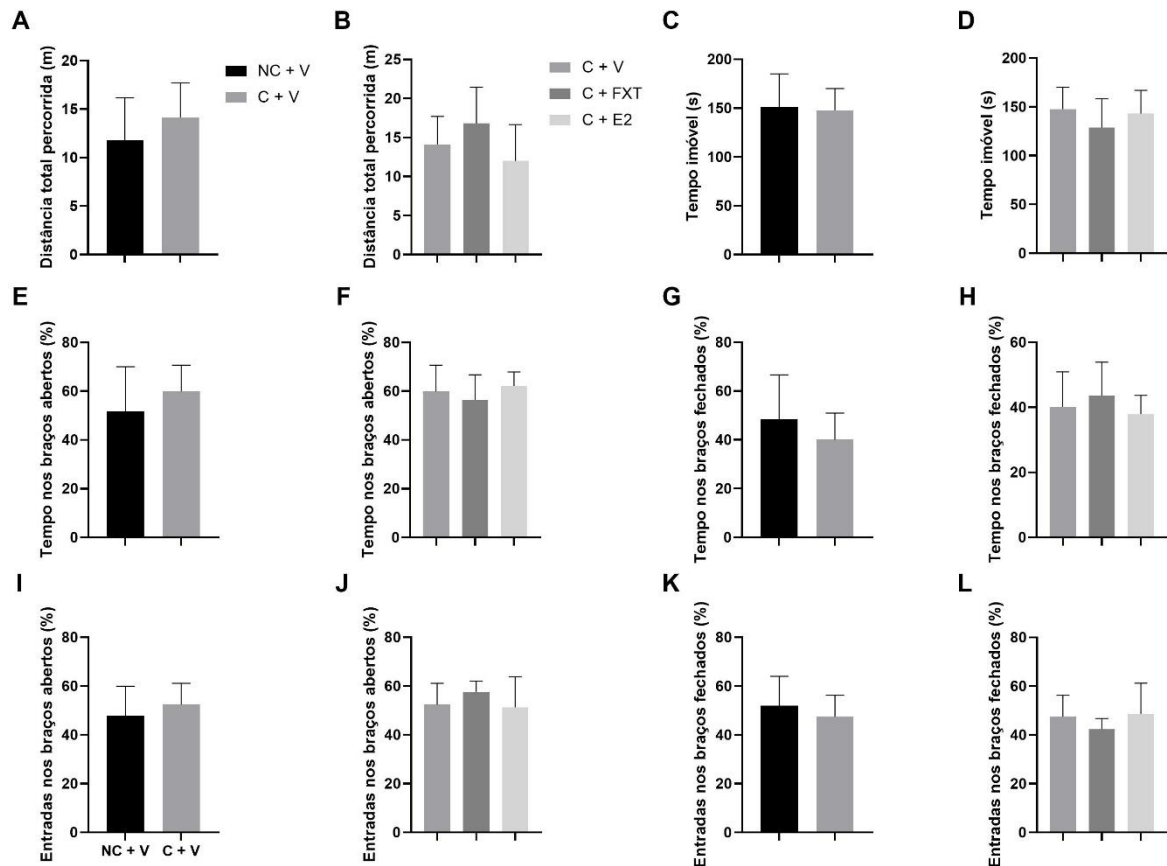 A
Distância total percorrida (m)
20
15
10
5
0
NC + V
C + V
B
Distância total percorrida (m)
25
20
15
10
5
0
C + V
C + FXT
C + E2
C
Tempo imóvel (s)
200
150
100
50
0
D
Tempo imóvel (s)
200
150
100
50
0
E
Tempo nos braços abertos (%)
80
60
40
20
0
F
Tempo nos braços abertos (%)
80
60
40
20
0
G
Tempo nos braços fechados (%)
80
60
40
20
0
H
Tempo nos braços fechados (%)
60
40
20
0
I
Entradas nos braços abertos (%)
80
60
40
20
0
NC + V C + V
J
Entradas nos braços abertos (%)
80
60
40
20
0
K
Entradas nos braços fechados (%)
80
60
40
20
0
L
Entradas nos braços fechados (%)
80
60
40
20
0